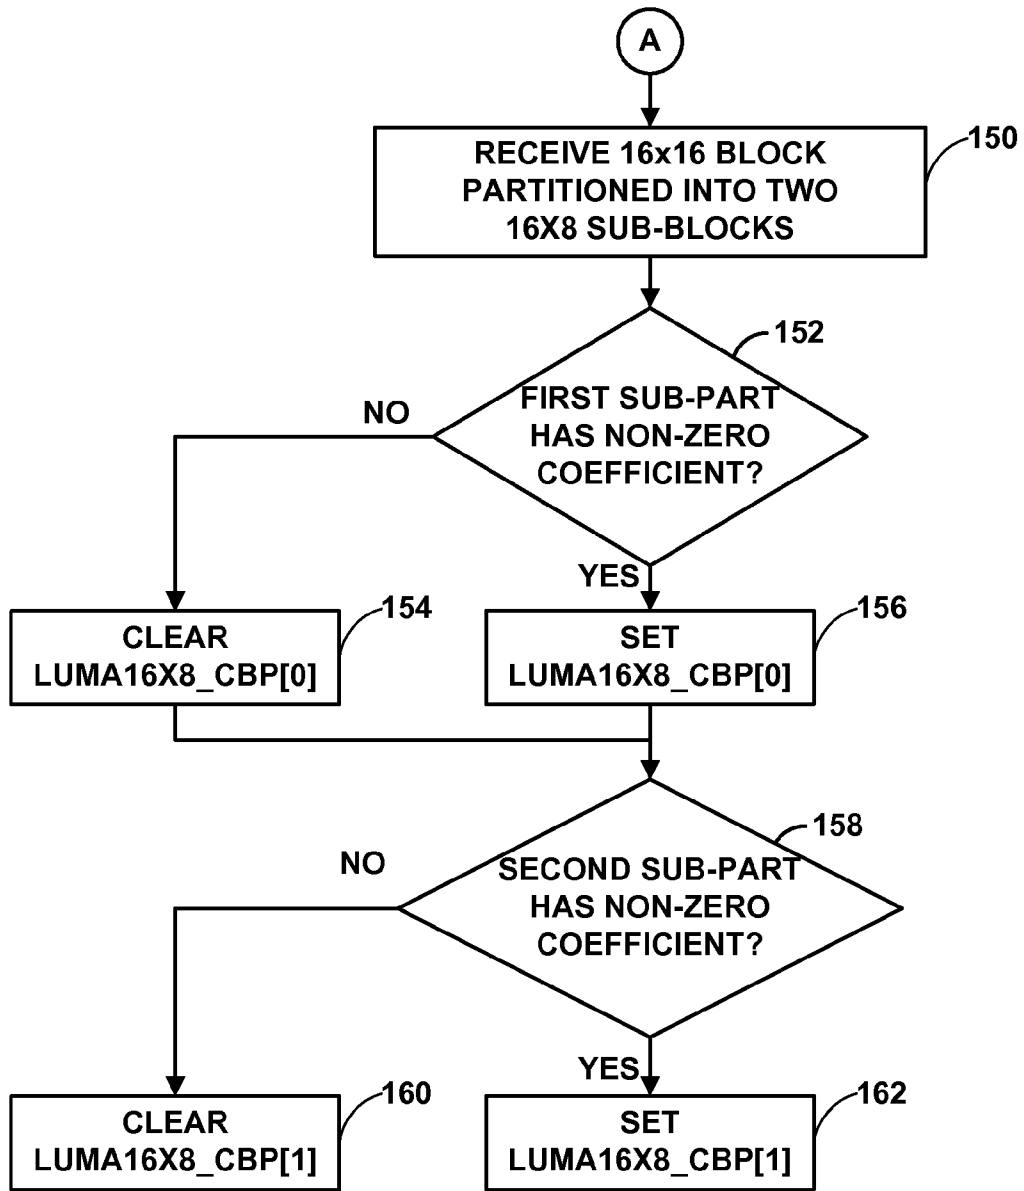 A
RECEIVE 16x16 BLOCK
PARTITIONED INTO TWO
16X8 SUB-BLOCKS
150
152
FIRST SUB-PART
HAS NON-ZERO
COEFFICIENT?
NO
YES
154
CLEAR
LUMA16X8_CBP[0]
156
SET
LUMA16X8_CBP[0]
158
SECOND SUB-PART
HAS NON-ZERO
COEFFICIENT?
NO
YES
160
CLEAR
LUMA16X8_CBP[1]
162
SET
LUMA16X8_CBP[1]